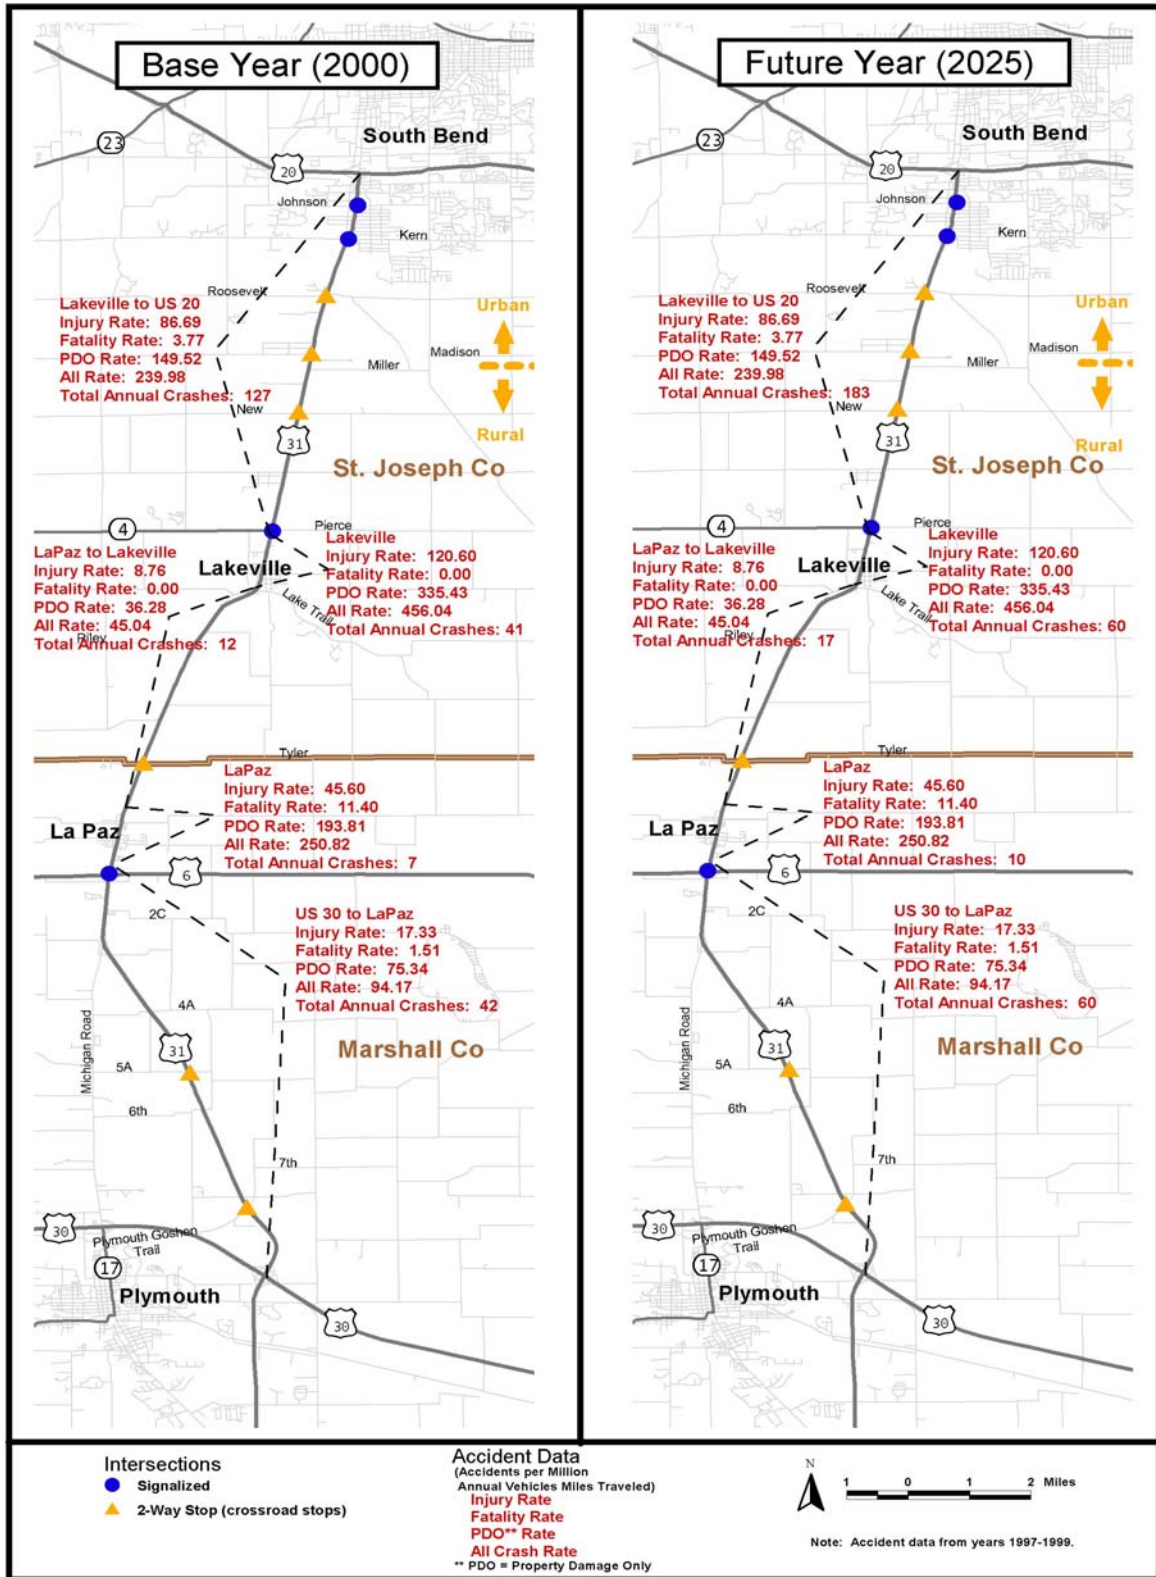 Base Year (2000)
South Bend
23
20
Johnson
Kern
Roosevelt
Lakeville to US 20
Injury Rate: 86.69
Fatality Rate: 3.77
PDO Rate: 149.52
All Rate: 239.98
Total Annual Crashes: 127
Urban
Madison
Miller
New
Rural
31
St. Joseph Co
4
Pierce
Lakeville
Injury Rate: 120.60
Fatality Rate: 0.00
PDO Rate: 335.43
All Rate: 456.04
Total Annual Crashes: 41
LaPaz to Lakeville
Injury Rate: 8.76
Fatality Rate: 0.00
PDO Rate: 36.28
All Rate: 45.04
Total Annual Crashes: 12
Lakeville
Lake Trail
Riley
Tyler
LaPaz
Injury Rate: 45.60
Fatality Rate: 11.40
PDO Rate: 193.81
All Rate: 250.82
Total Annual Crashes: 7
La Paz
6
2C
US 30 to LaPaz
Injury Rate: 17.33
Fatality Rate: 1.51
PDO Rate: 75.34
All Rate: 94.17
Total Annual Crashes: 42
4A
Michigan Road
31
Marshall Co
5A
6th
7th
30
Plymouth Goshen
Trail
17
Plymouth
30
Future Year (2025)
South Bend
23
20
Johnson
Kern
Roosevelt
Lakeville to US 20
Injury Rate: 86.69
Fatality Rate: 3.77
PDO Rate: 149.52
All Rate: 239.98
Total Annual Crashes: 183
Urban
Madison
Miller
New
Rural
31
St. Joseph Co
4
Pierce
Lakeville
Injury Rate: 120.60
Fatality Rate: 0.00
PDO Rate: 335.43
All Rate: 456.04
Total Annual Crashes: 60
LaPaz to Lakeville
Injury Rate: 8.76
Fatality Rate: 0.00
PDO Rate: 36.28
All Rate: 45.04
Total Annual Crashes: 17
Lakeville
Lake Trail
Riley
Tyler
LaPaz
Injury Rate: 45.60
Fatality Rate: 11.40
PDO Rate: 193.81
All Rate: 250.82
Total Annual Crashes: 10
La Paz
6
2C
US 30 to LaPaz
Injury Rate: 17.33
Fatality Rate: 1.51
PDO Rate: 75.34
All Rate: 94.17
Total Annual Crashes: 60
4A
Michigan Road
31
Marshall Co
5A
6th
7th
30
Plymouth Goshen
Trail
17
Plymouth
30
Intersections
Signalized
2-Way Stop (crossroad stops)
Accident Data
(Accidents per Million
Annual Vehicles Miles Traveled)
Injury Rate
Fatality Rate
PDO** Rate
All Crash Rate
** PDO = Property Damage Only
N
1 0 1 2 Miles
Note: Accident data from years 1997-1999.